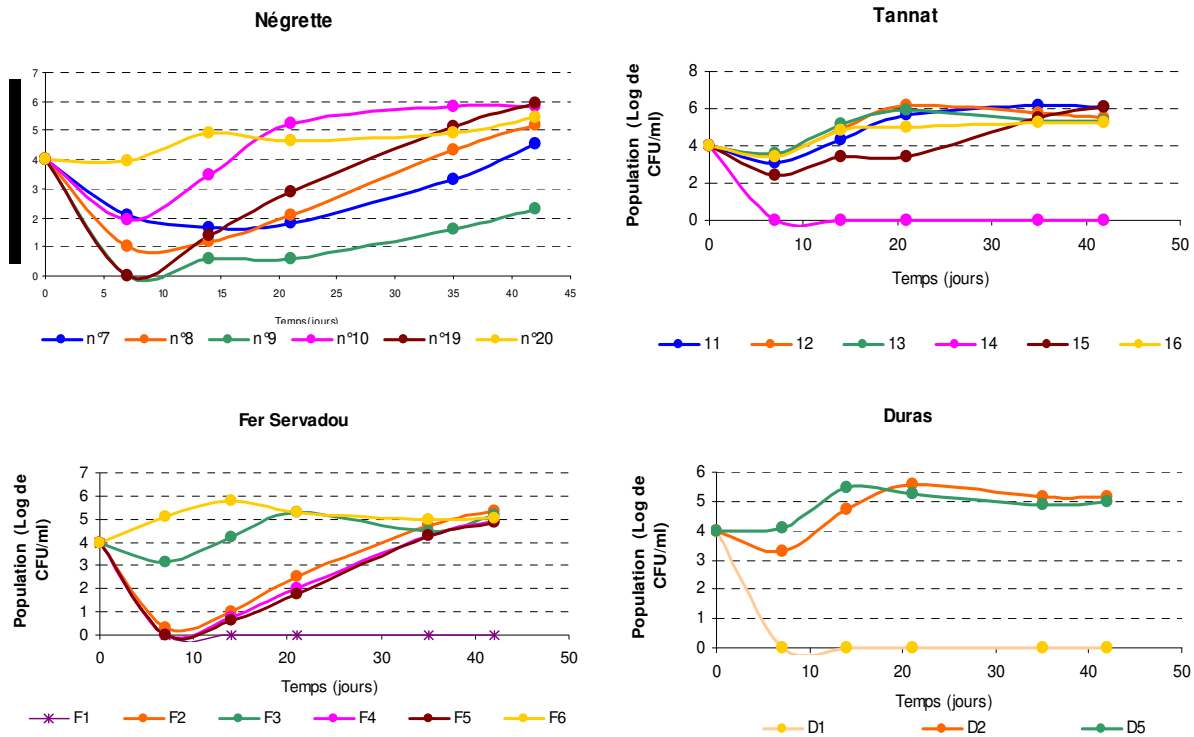 Négrette
7
6
5
4
3
2
1
0
0 5 10 15 20 25 30 35 40 45
Temps(jours)
n°7 n°8 n°9 n°10 n°19 n°20
Tannat
Population (Log de
CFU/ml)
8
6
4
2
0
0 10 20 30 40 50
Temps (jours)
11 12 13 14 15 16
Fer Servadou
Population (Log de
CFU/ml)
7
6
5
4
3
2
1
0
0 10 20 30 40 50
Temps (jours)
F1 F2 F3 F4 F5 F6
Duras
Population (Log de
CFU/ml)
6
5
4
3
2
1
0
0 10 20 30 40 50
Temps (jours)
D1 D2 D5